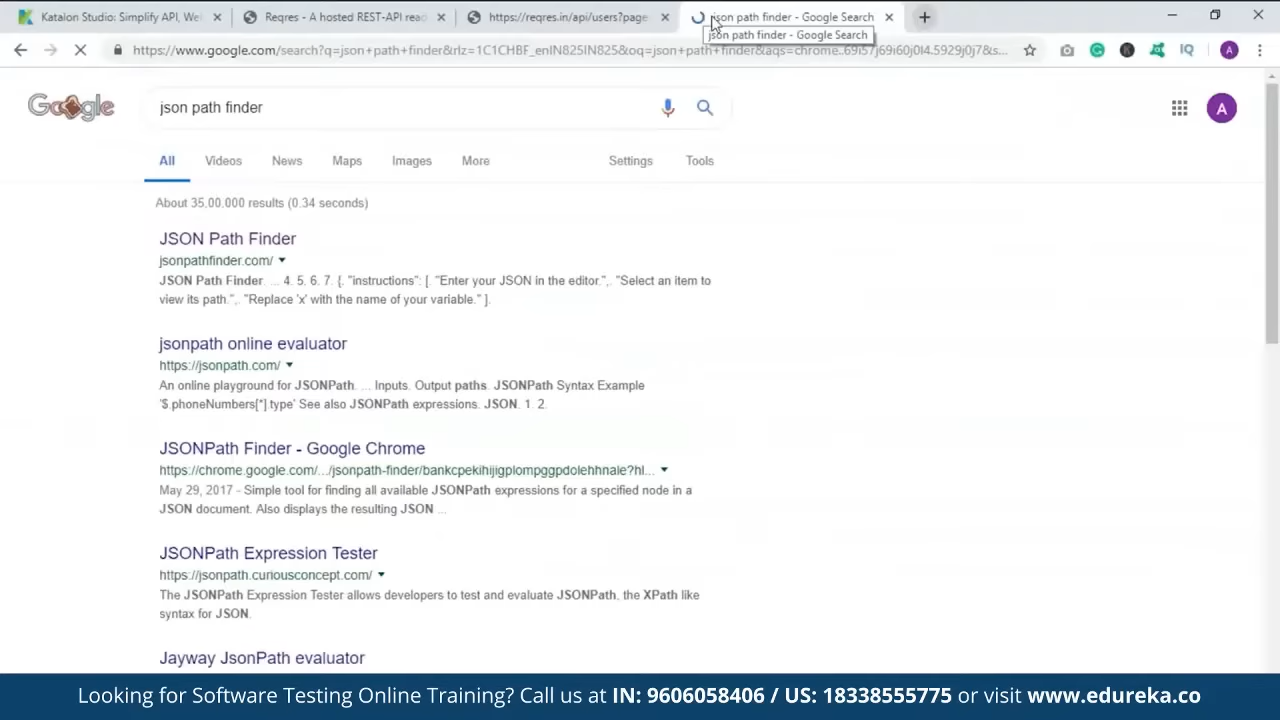 Katalon Studio: Simplify API, We
Reqres - A hosted REST-API read
https://reqres.in/api/users?page
json path finder - Google Search
json path finder - Google Search
https://www.google.com/search?q=json+path+finder&rlz=1C1CHBF_enIN825IN825&oq=json+path+finder&aqs=chrome..69i57j69i60j0l4.5929j0j7&s...
IQ
A
Google
json path finder
A
All Videos News Maps Images More Settings Tools
About 35,00,000 results (0.34 seconds)
JSON Path Finder
jsonpathfinder.com/
JSON Path Finder. ... 4. 5. 6. 7. {. "instructions": [. "Enter your JSON in the editor.",. "Select an item to
view its path.",. "Replace 'x' with the name of your variable." ].
jsonpath online evaluator
https://jsonpath.com/
An online playground for JSONPath. ... Inputs. Output paths. JSONPath Syntax Example
'$.phoneNumbers[*].type' See also JSONPath expressions. JSON. 1. 2.
JSONPath Finder - Google Chrome
https://chrome.google.com/.../jsonpath-finder/bankcpekihijigplompggpdolehhnale?hl...
May 29, 2017 - Simple tool for finding all available JSONPath expressions for a specified node in a
JSON document. Also displays the resulting JSON ...
JSONPath Expression Tester
https://jsonpath.curiousconcept.com/
The JSONPath Expression Tester allows developers to test and evaluate JSONPath, the XPath like
syntax for JSON.
Jayway JsonPath evaluator
Looking for Software Testing Online Training? Call us at IN: 9606058406 / US: 18338555775 or visit www.edureka.co